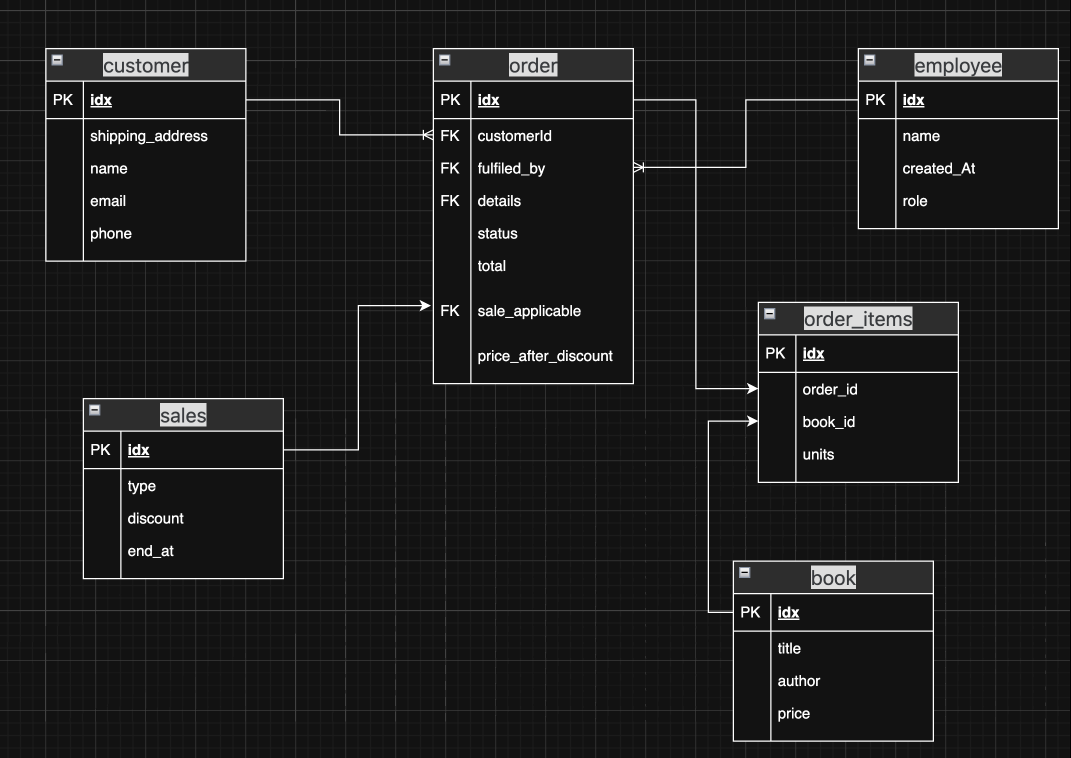 customer
PK idx
shipping_address
name
email
phone
order
PK idx
FK customerId
FK fulfiled_by
FK details
status
total
FK sale_applicable
price_after_discount
employee
PK idx
name
created_At
role
order_items
PK idx
order_id
book_id
units
sales
PK idx
type
discount
end_at
book
PK idx
title
author
price